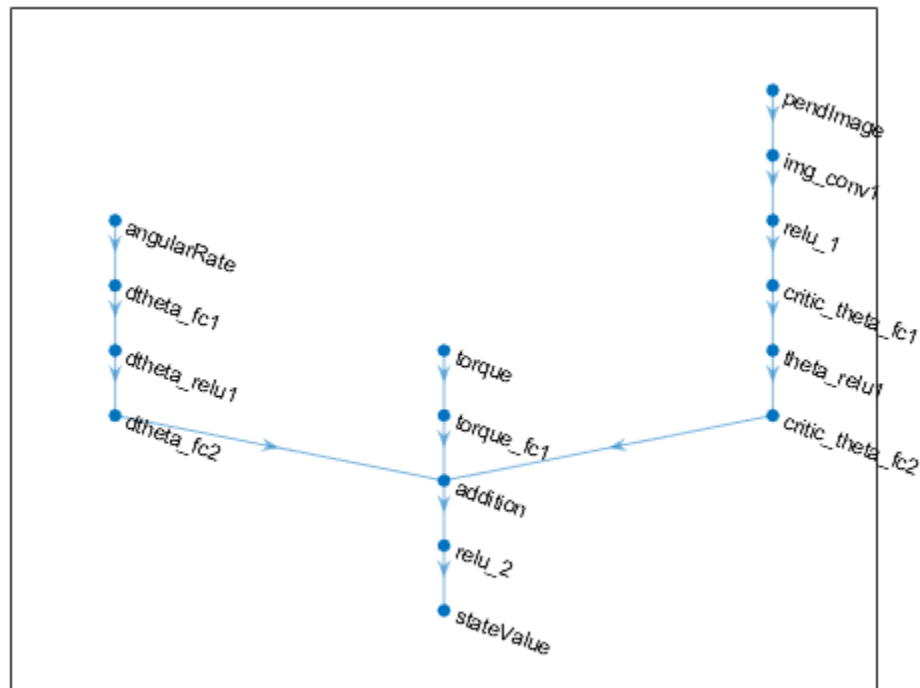 pendImage
img_conv1
angularRate
relu_1
dtheta_fc1
critic_theta_fc1
dtheta_relu1
torque
theta_relu1
dtheta_fc2
torque_fc1
critic_theta_fc2
addition
relu_2
stateValue